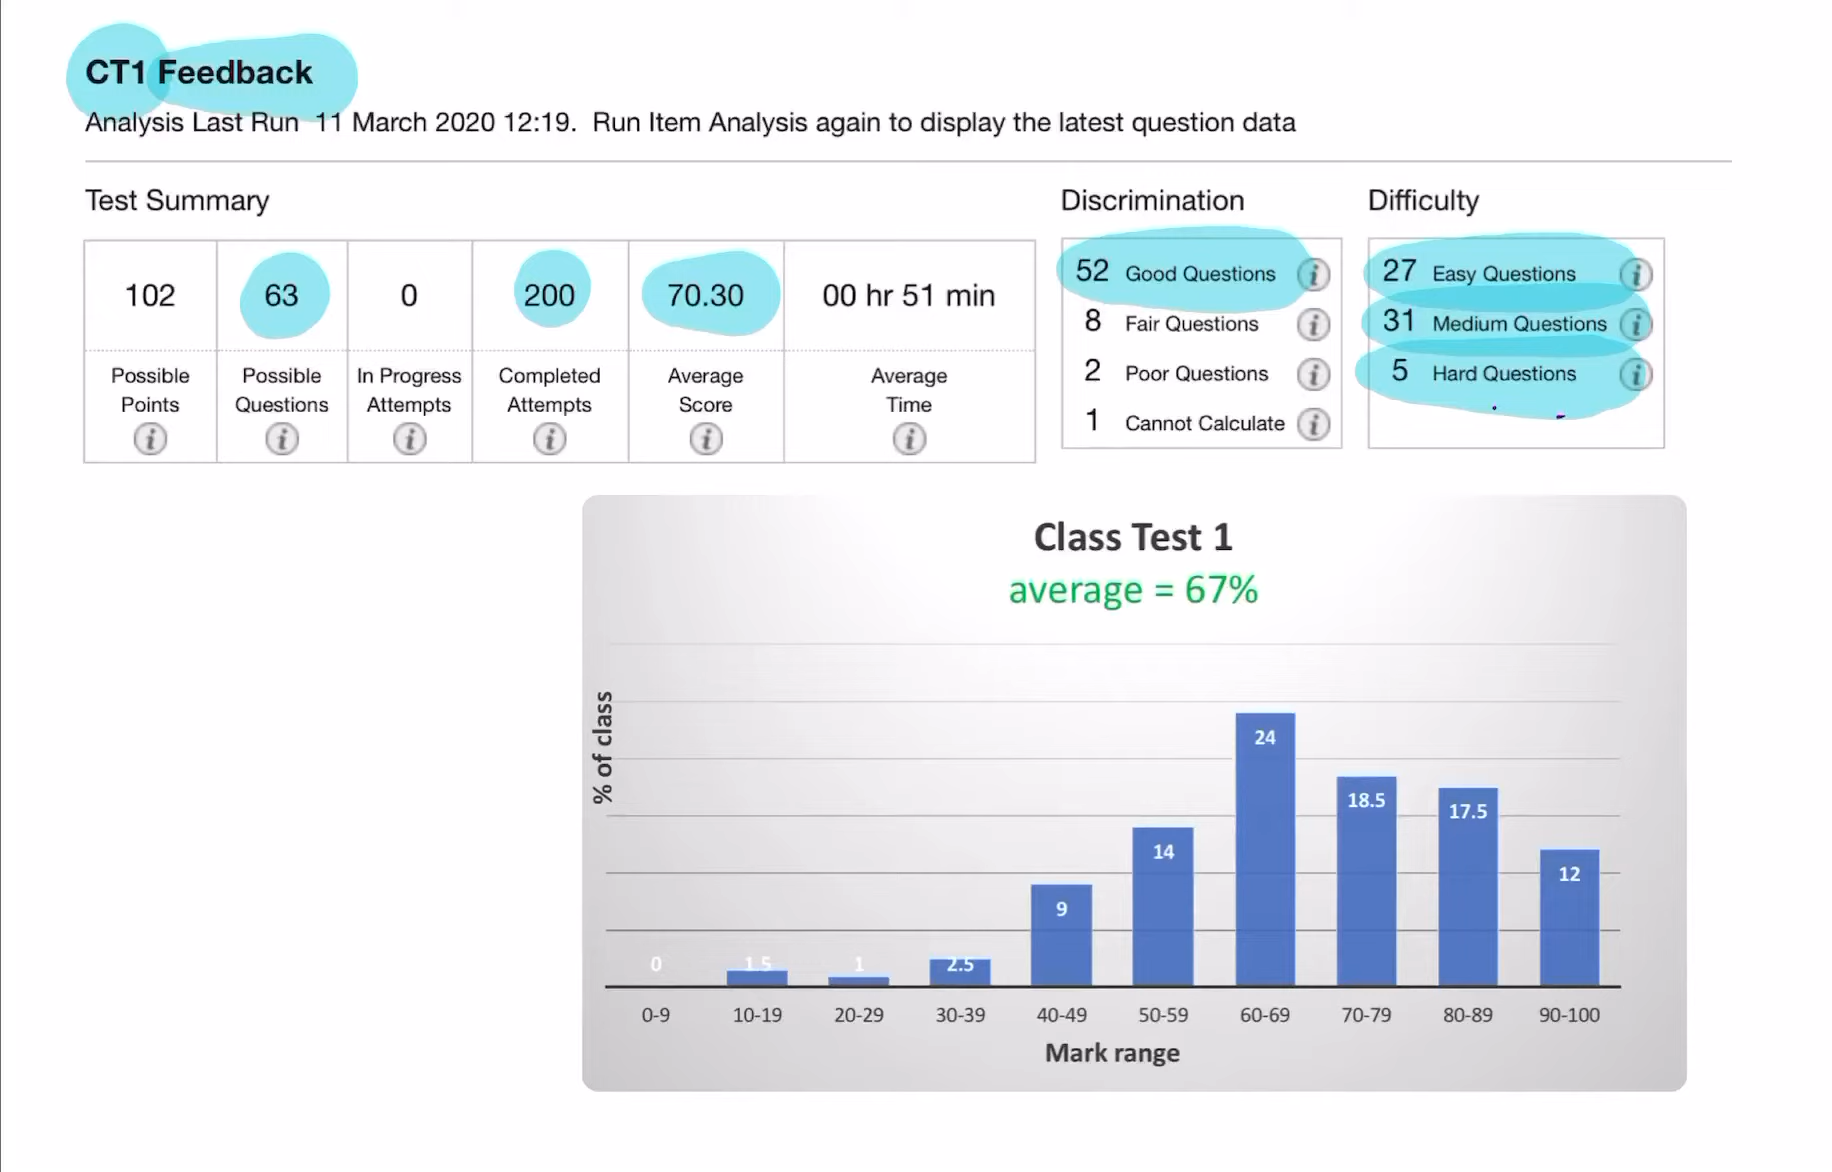 CT1 Feedback
Analysis Last Run 11 March 2020 12:19. Run Item Analysis again to display the latest question data
Test Summary
102
63
0
200
70.30
00 hr 51 min
Possible Points
Possible Questions
In Progress Attempts
Completed Attempts
Average Score
Average Time
Discrimination
52 Good Questions
8 Fair Questions
2 Poor Questions
1 Cannot Calculate
Difficulty
27 Easy Questions
31 Medium Questions
5 Hard Questions
Class Test 1
average = 67%
% of class
0
1.5
1
2.5
9
14
24
18.5
17.5
12
0-9
10-19
20-29
30-39
40-49
50-59
60-69
70-79
80-89
90-100
Mark range